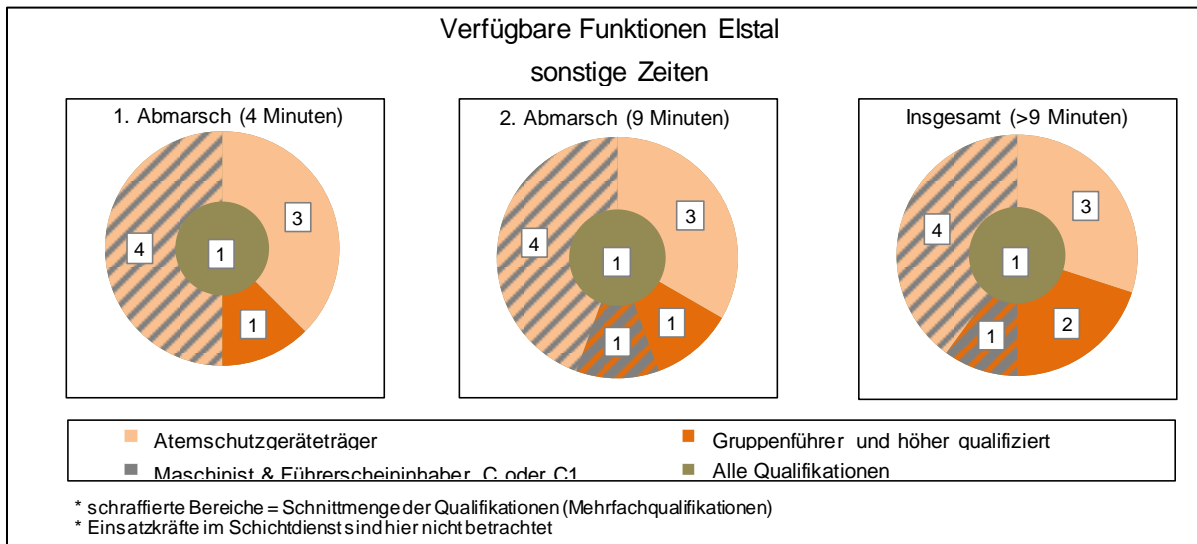 Verfügbare Funktionen Elstal
sonstige Zeiten
1. Abmarsch (4 Minuten)
3
4
1
1
2. Abmarsch (9 Minuten)
3
4
1
1
1
Insgesamt (>9 Minuten)
3
4
1
2
1
Atemschutzgeräteträger
Gruppenführer und höher qualifiziert
Maschinist & Führerscheininhaber C oder C1
Alle Qualifikationen
* schraffierte Bereiche = Schnittmenge der Qualifikationen (Mehrfachqualifikationen)
* Einsatzkräfte im Schichtdienst sind hier nicht betrachtet